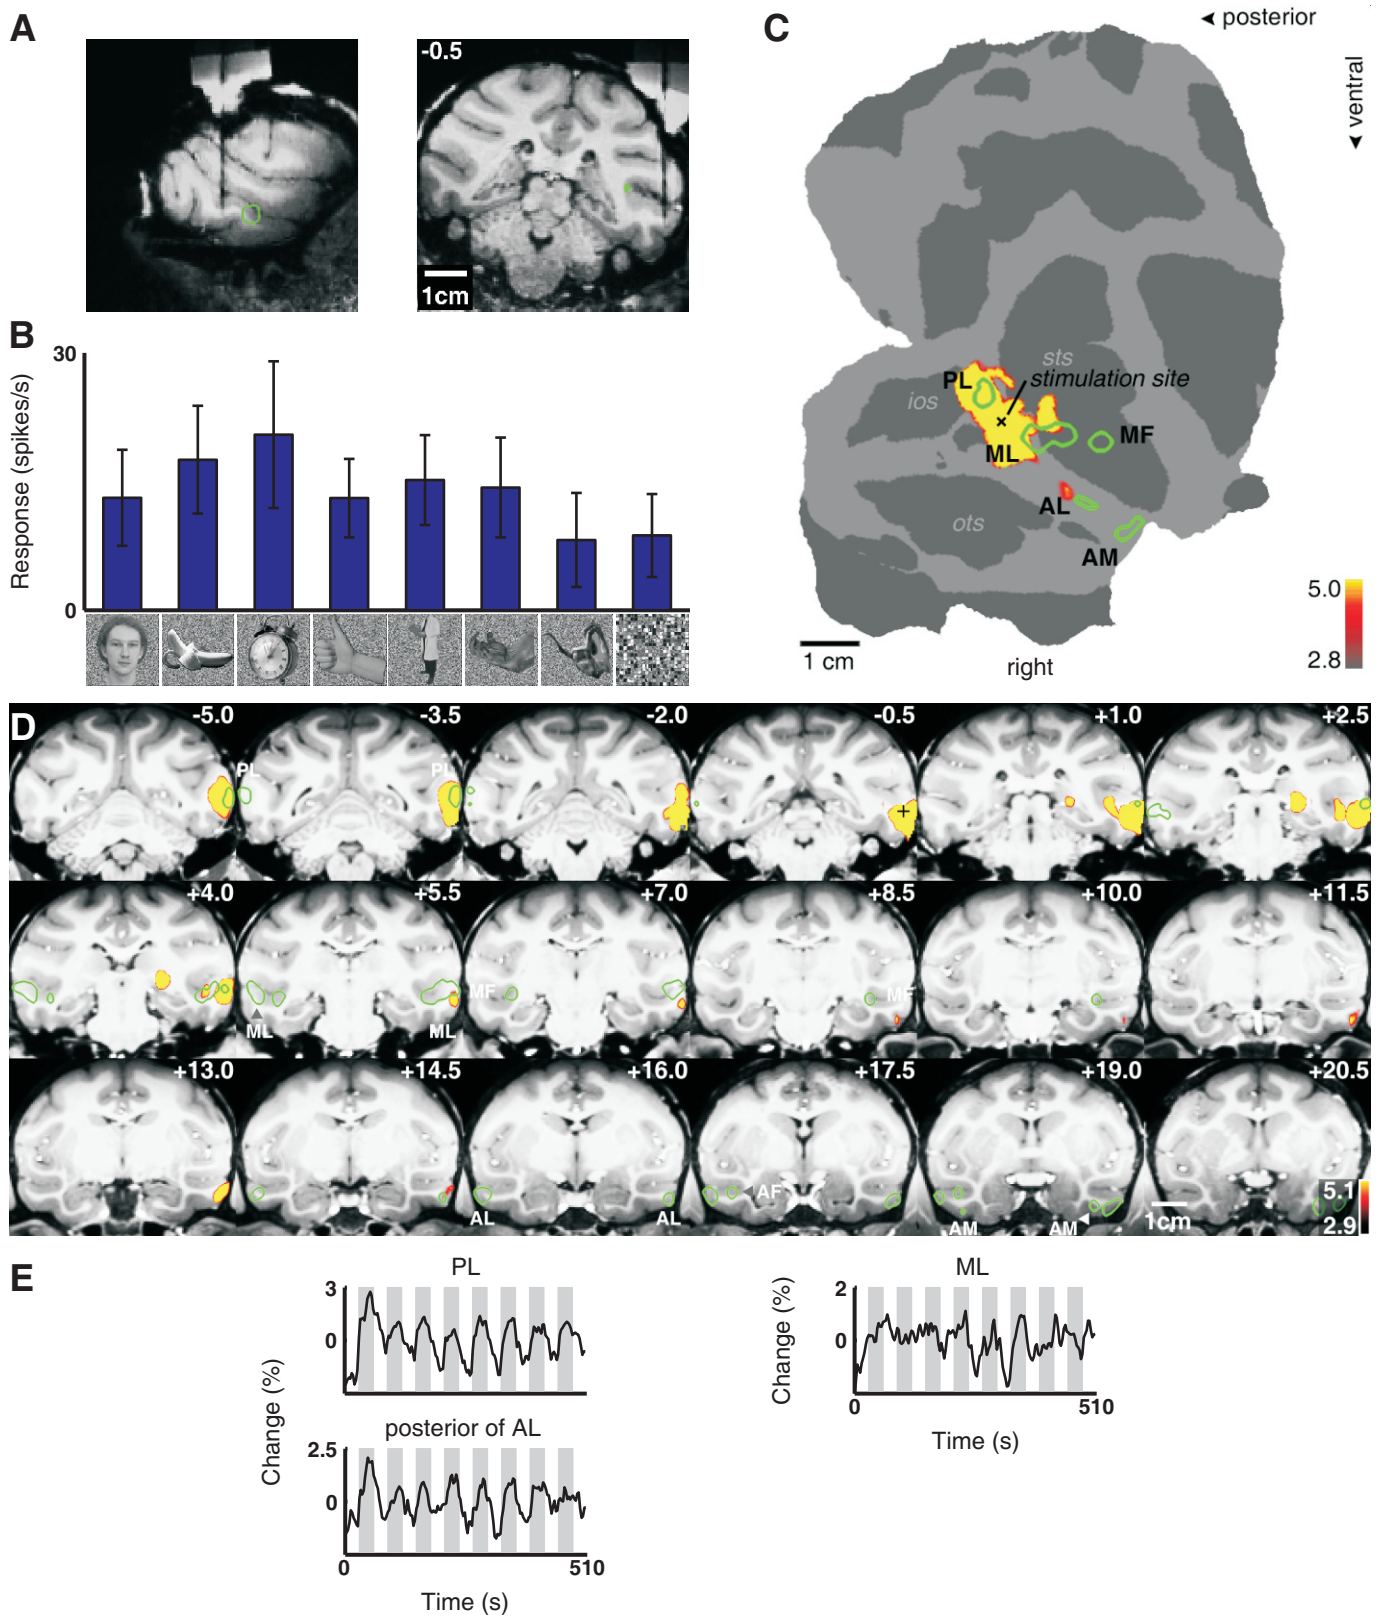 A
-0.5
1cm
B
30
Response (spikes/s)
0
C
posterior
ventral
sts
PL
stimulation site
ios
MF
ML
AL
ots
AM
5.0
2.8
1 cm
right
D
-5.0
-3.5
-2.0
-0.5
+1.0
+2.5
PL
PL
+4.0
+5.5
+7.0
+8.5
+10.0
+11.5
MF
MF
ML
ML
+13.0
+14.5
+16.0
+17.5
+19.0
+20.5
AF
AL
AL
AM
AM
1cm
5.1
2.9
E
PL
3
0
Change (%)
posterior of AL
2.5
0
0
510
Time (s)
ML
2
0
Change (%)
0
510
Time (s)